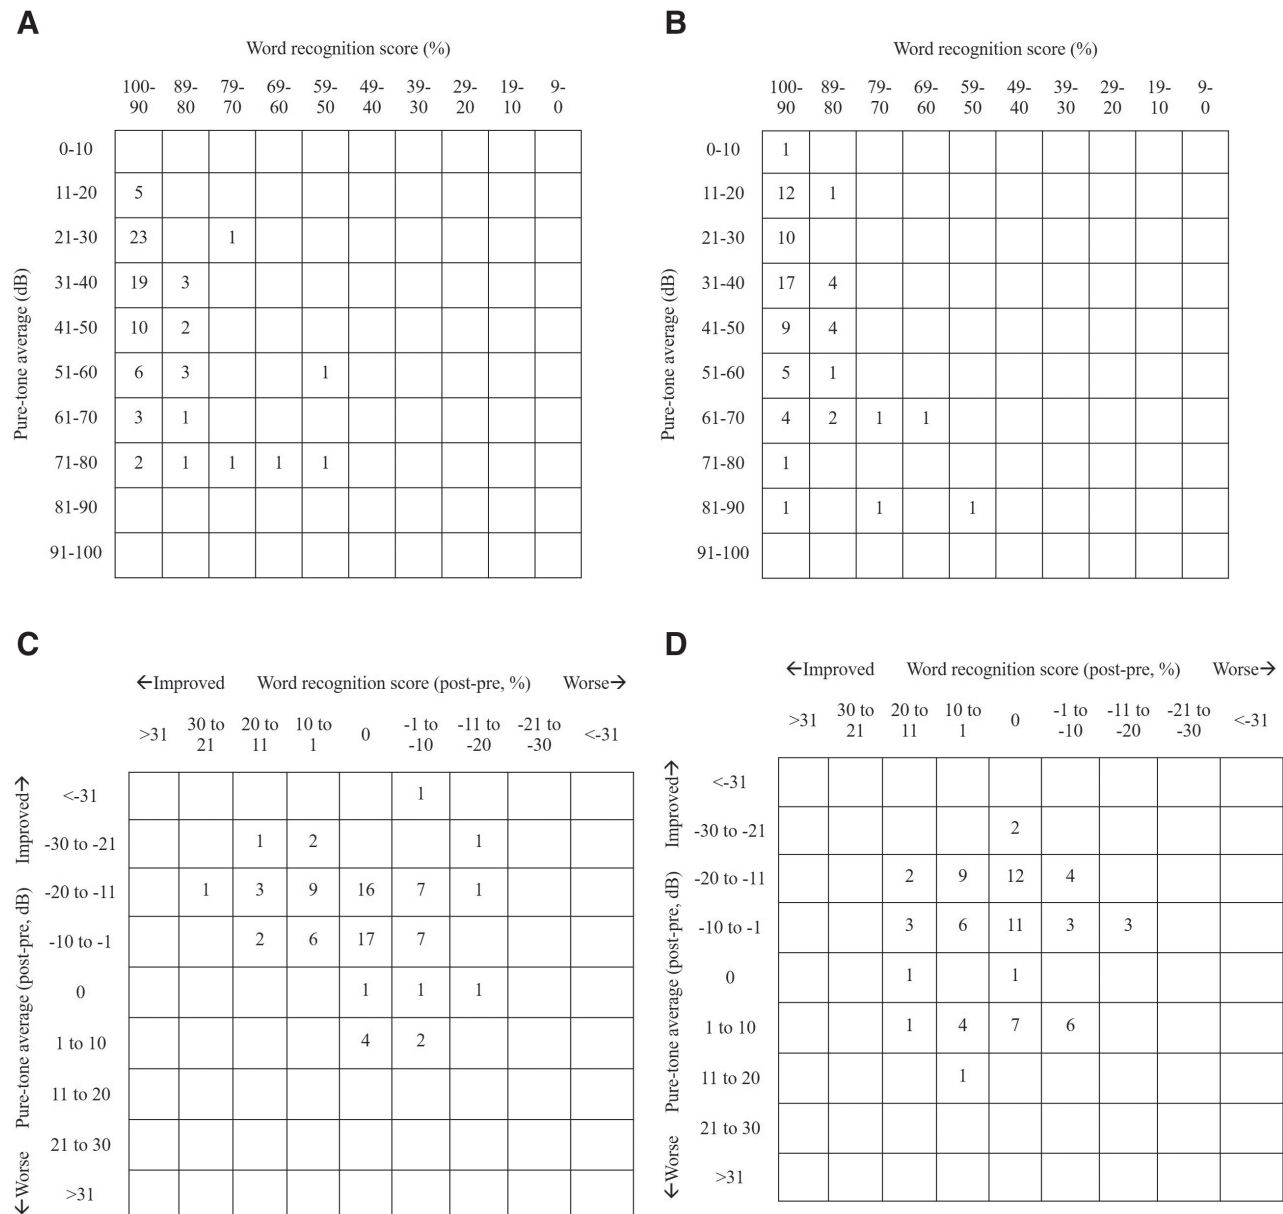 A
Word recognition score (%)
100-90 89-80 79-70 69-60 59-50 49-40 39-30 29-20 19-10 9-0
Pure-tone average (dB)
0-10
11-20 5
21-30 23 1
31-40 19 3
41-50 10 2
51-60 6 3 1
61-70 3 1
71-80 2 1 1 1 1
81-90
91-100
B
Word recognition score (%)
100-90 89-80 79-70 69-60 59-50 49-40 39-30 29-20 19-10 9-0
Pure-tone average (dB)
0-10 1
11-20 12 1
21-30 10
31-40 17 4
41-50 9 4
51-60 5 1
61-70 4 2 1 1
71-80 1
81-90 1 1 1
91-100
C
←Improved Word recognition score (post-pre, %) Worse→
>31 30 to 21 20 to 11 10 to 1 0 -1 to -10 -11 to -20 -21 to -30 <-31
←Worse Pure-tone average (post-pre, dB) Improved→
<-31 1
-30 to -21 1 2 1
-20 to -11 1 3 9 16 7 1
-10 to -1 2 6 17 7
0 1 1 1
1 to 10 4 2
11 to 20
21 to 30
>31
D
←Improved Word recognition score (post-pre, %) Worse→
>31 30 to 21 20 to 11 10 to 1 0 -1 to -10 -11 to -20 -21 to -30 <-31
←Worse Pure-tone average (post-pre, dB) Improved→
<-31
-30 to -21 2
-20 to -11 2 9 12 4
-10 to -1 3 6 11 3 3
0 1 1
1 to 10 1 4 7 6
11 to 20 1
21 to 30
>31